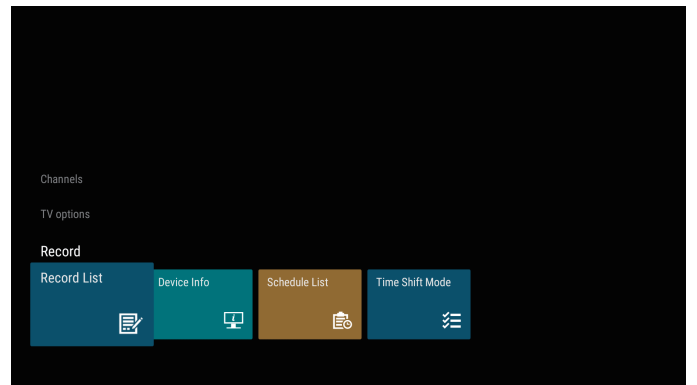 Channels
TV options
Record
Record List
Device Info
Schedule List
Time Shift Mode